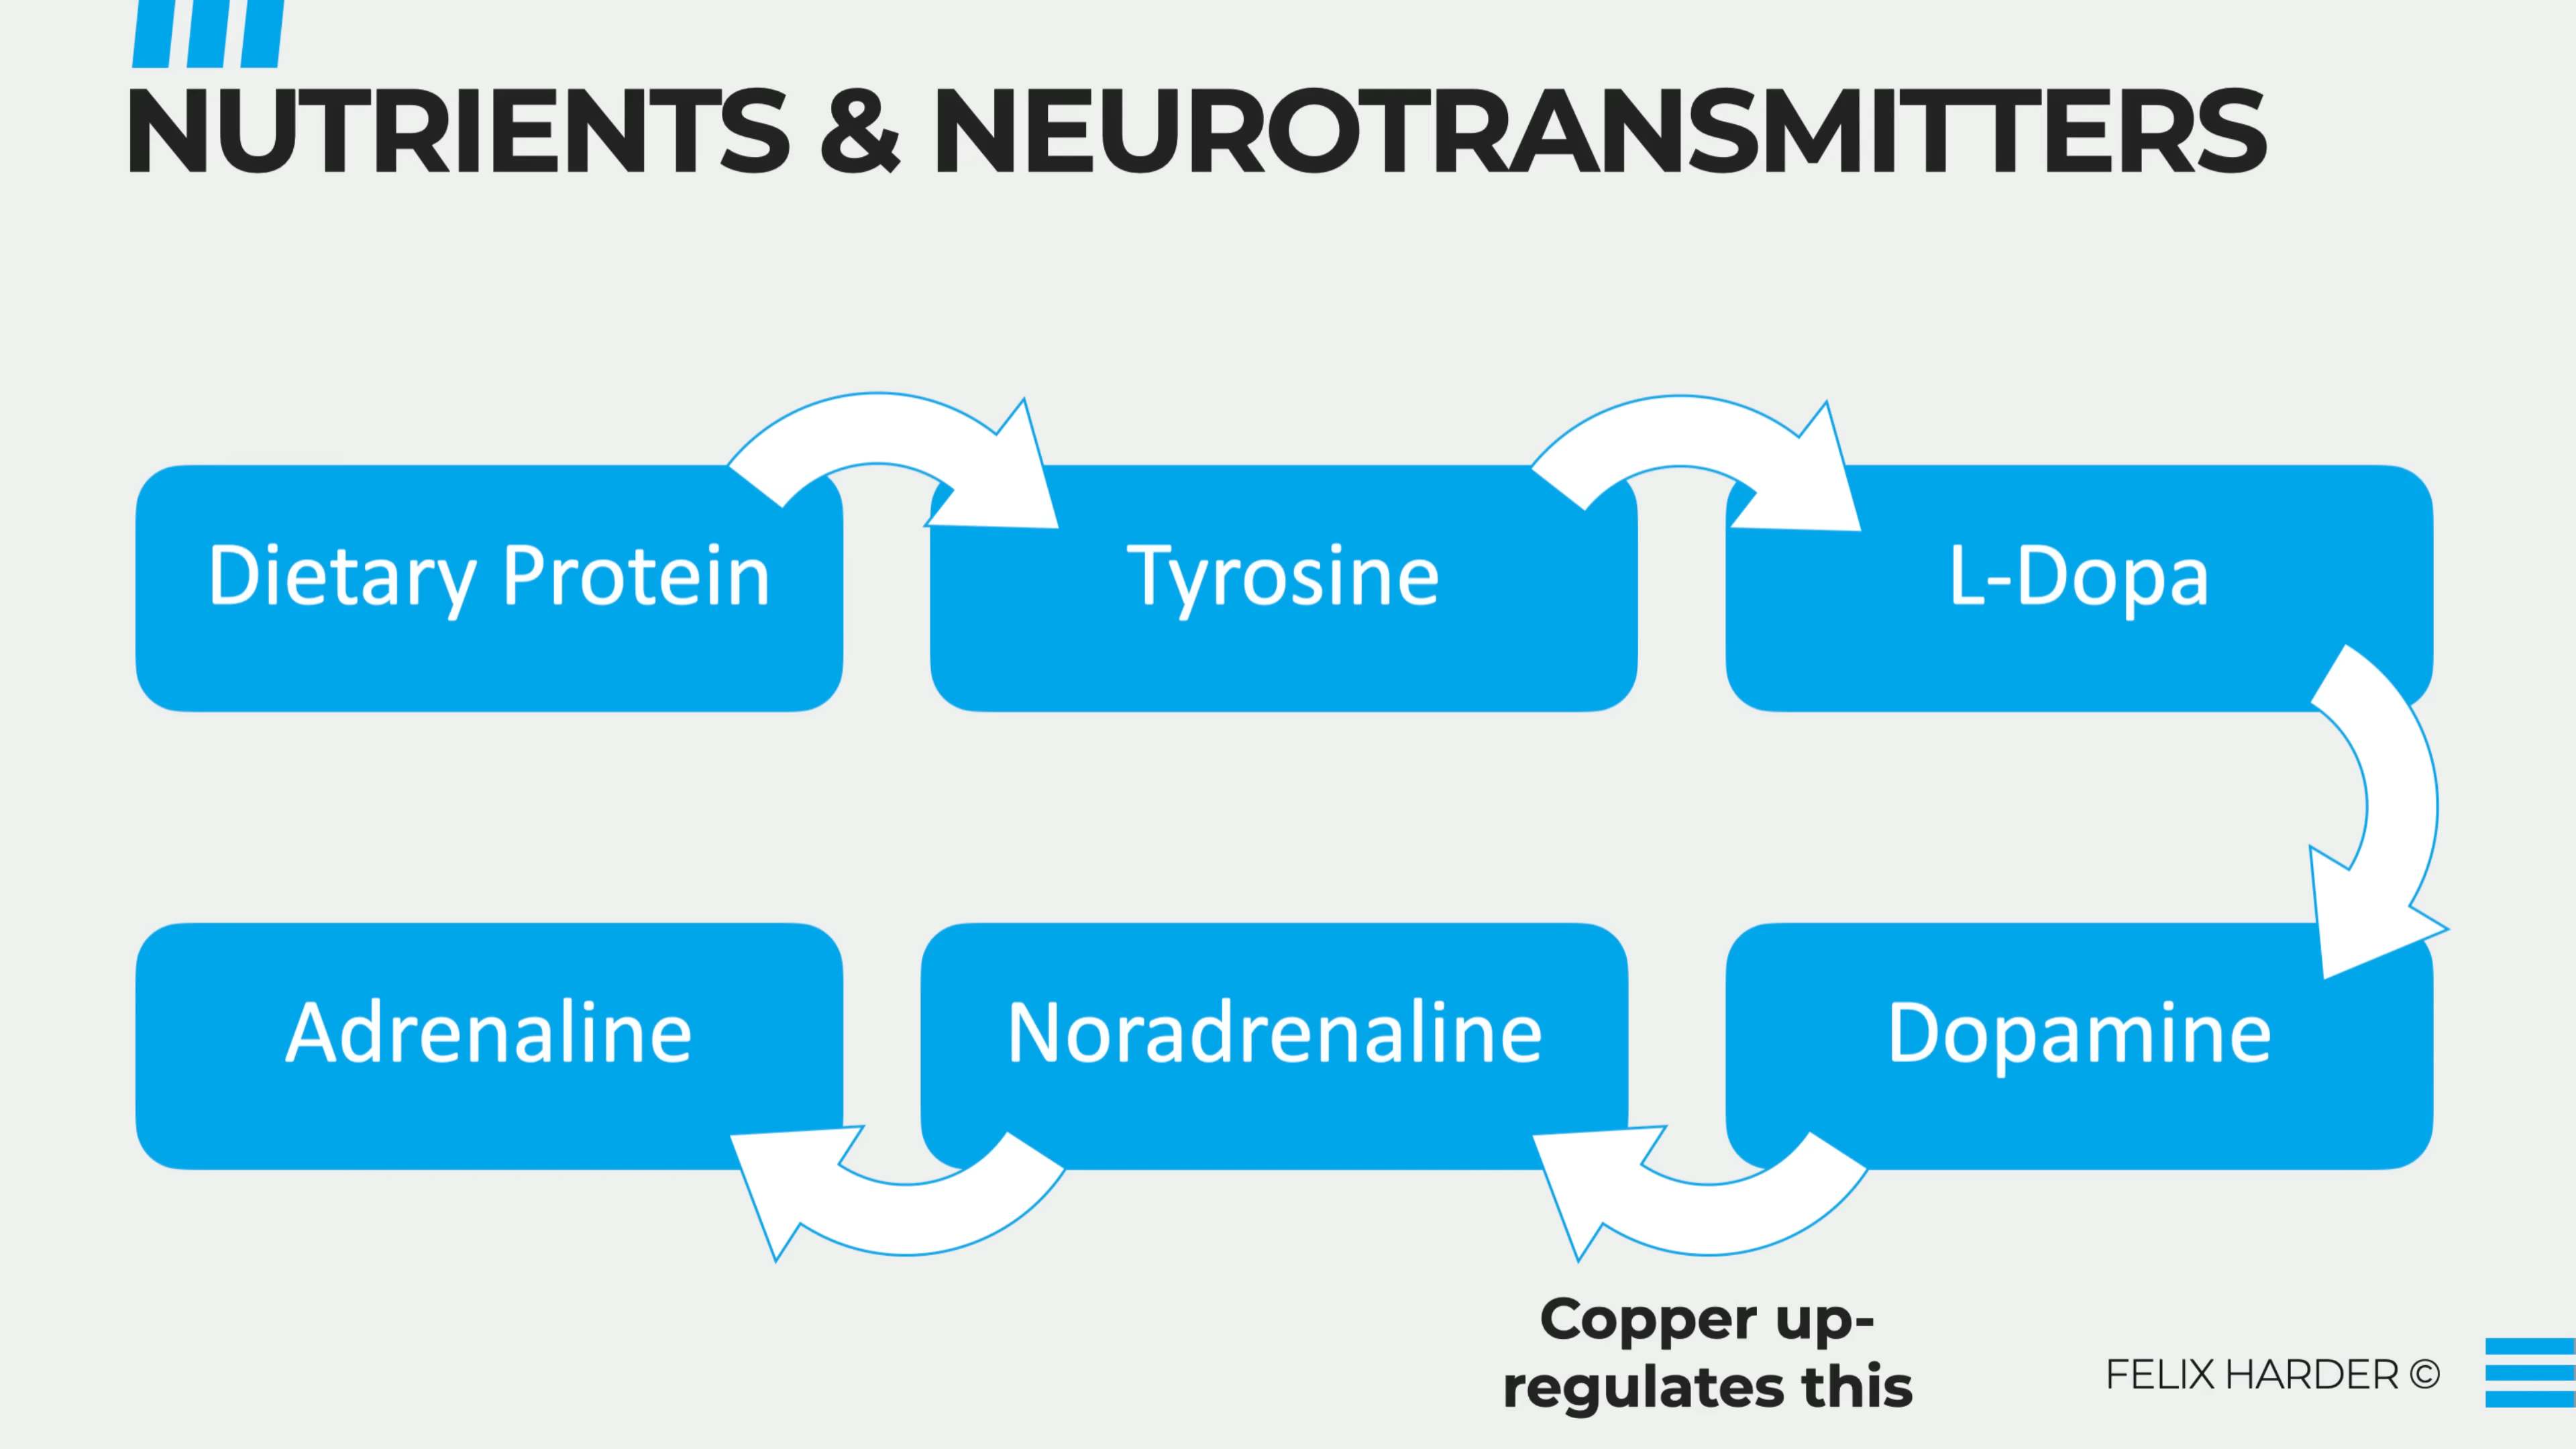 NUTRIENTS & NEUROTRANSMITTERS
Dietary Protein
Tyrosine
L-Dopa
Adrenaline
Noradrenaline
Dopamine
Copper up-
regulates this
FELIX HARDER ©